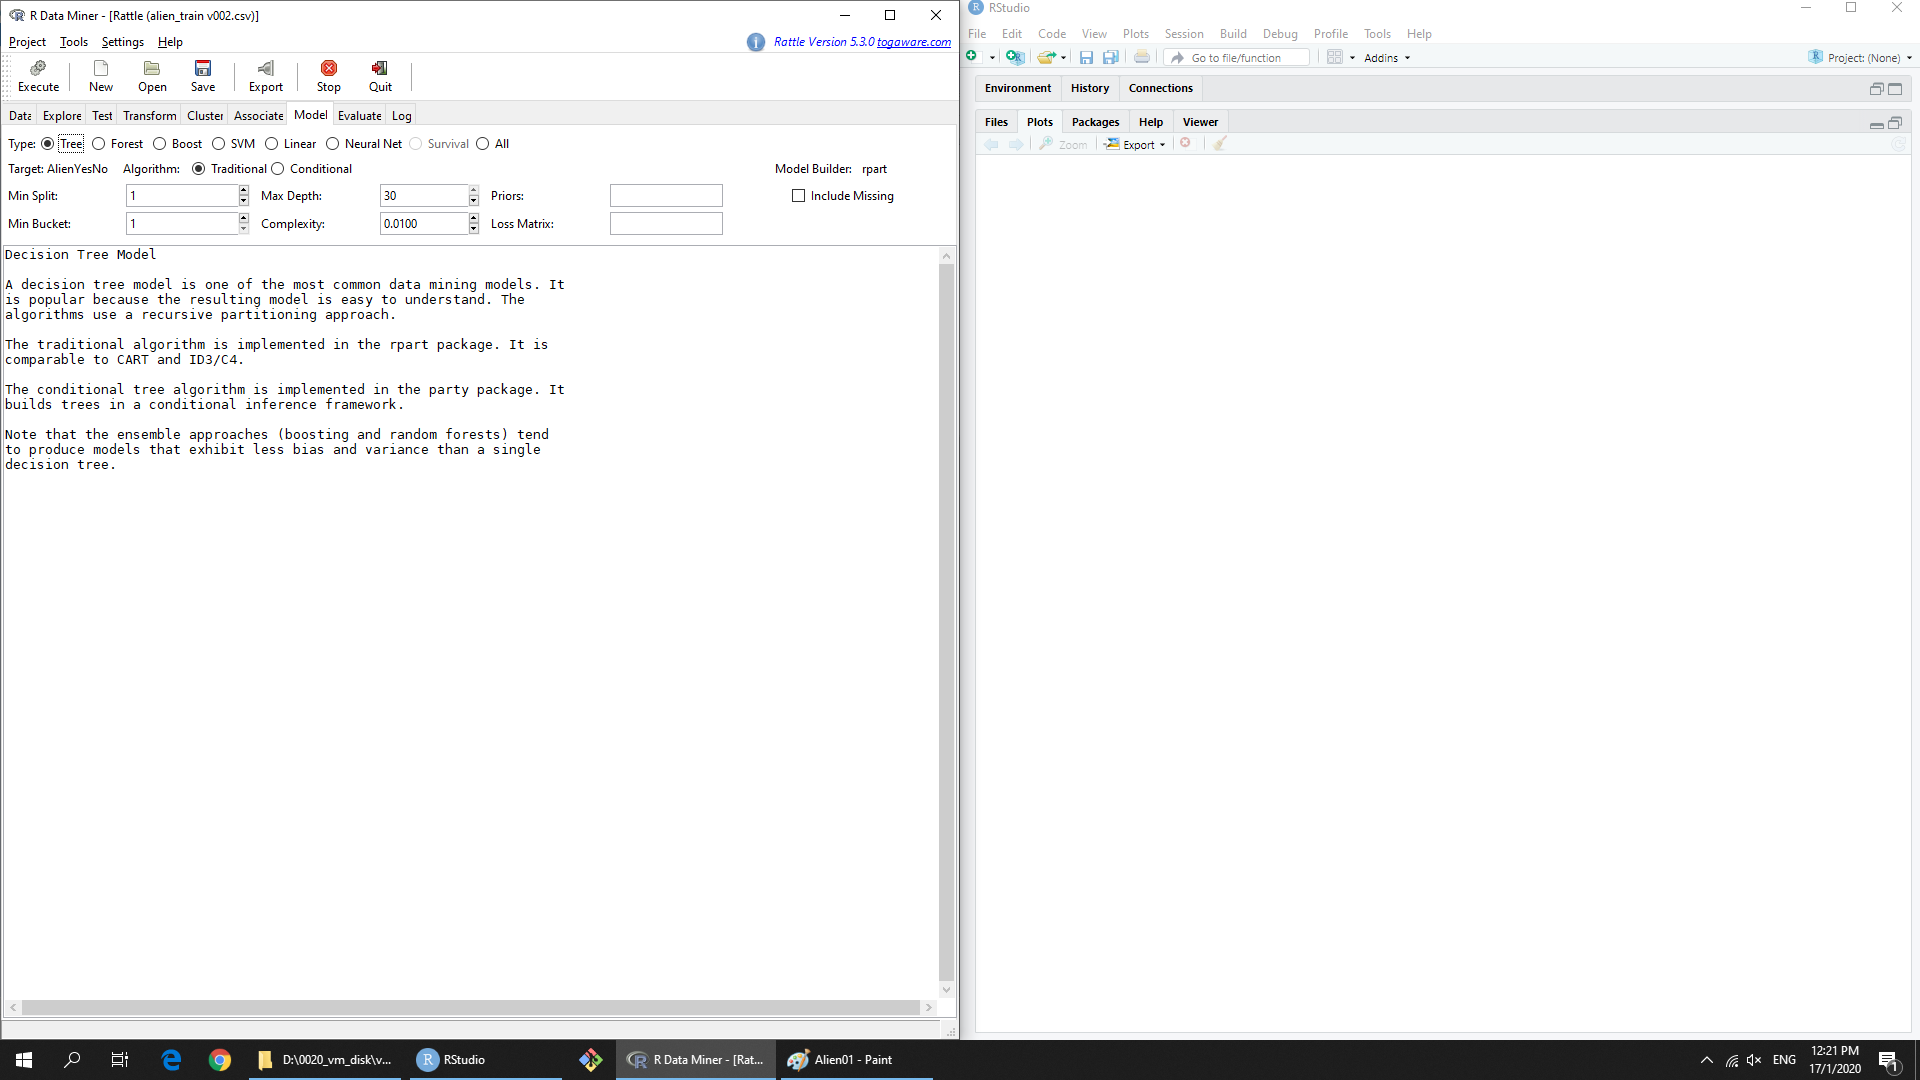 R Data Miner - [Rattle (alien_train v002.csv)]
Project Tools Settings Help
Rattle Version 5.3.0 togaware.com
Execute New Open Save Export Stop Quit
Data Explore Test Transform Cluster Associate Model Evaluate Log
Type: Tree Forest Boost SVM Linear Neural Net Survival All
Target: AlienYesNo Algorithm: Traditional Conditional Model Builder: rpart
Min Split: 1 Max Depth: 30 Priors: Include Missing
Min Bucket: 1 Complexity: 0.0100 Loss Matrix:
Decision Tree Model
A decision tree model is one of the most common data mining models. It
is popular because the resulting model is easy to understand. The
algorithms use a recursive partitioning approach.
The traditional algorithm is implemented in the rpart package. It is
comparable to CART and ID3/C4.
The conditional tree algorithm is implemented in the party package. It
builds trees in a conditional inference framework.
Note that the ensemble approaches (boosting and random forests) tend
to produce models that exhibit less bias and variance than a single
decision tree.
RStudio
File Edit Code View Plots Session Build Debug Profile Tools Help
Go to file/function Addins Project: (None)
Environment History Connections
Files Plots Packages Help Viewer
Zoom Export
D:\0020_vm_disk\v... RStudio R Data Miner - [Rat... Alien01 - Paint
ENG 12:21 PM
17/1/2020
1